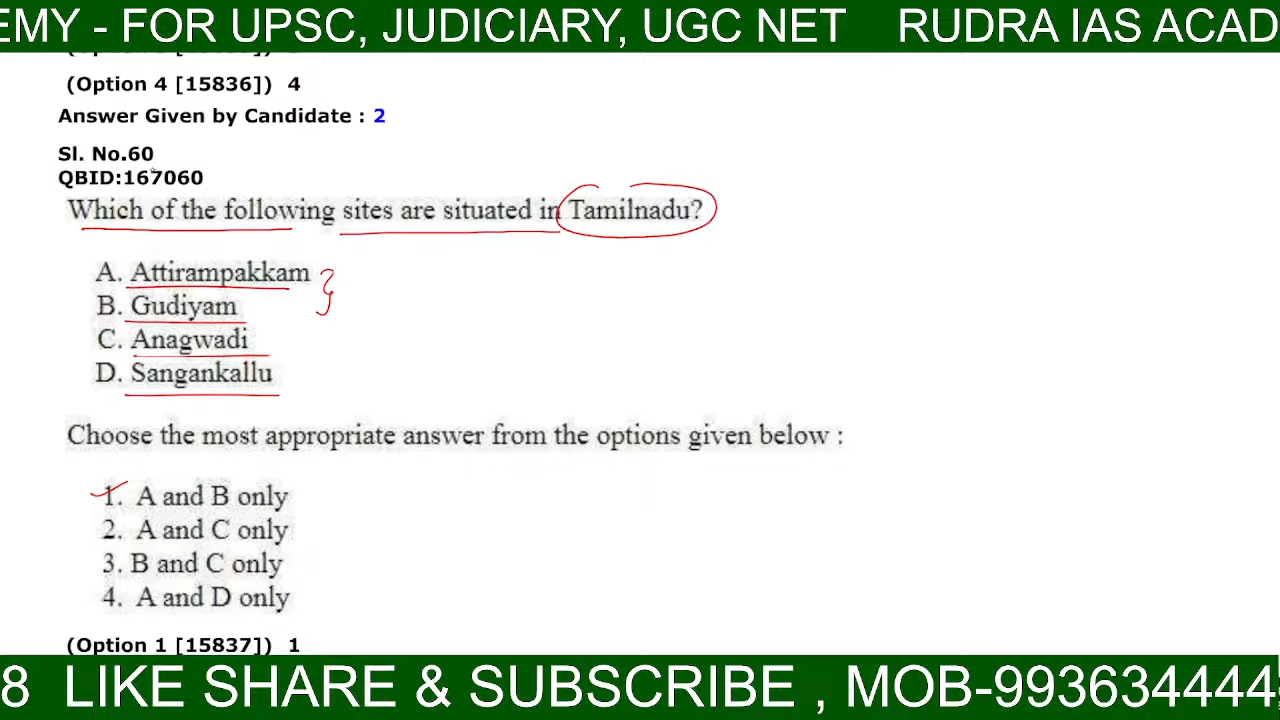 EMY - FOR UPSC, JUDICIARY, UGC NET RUDRA IAS ACAD
(Option 4 [15836]) 4
Answer Given by Candidate : 2
Sl. No.60
QBID:167060
Which of the following sites are situated in Tamilnadu?
A. Attirampakkam
B. Gudiyam
C. Anagwadi
D. Sangankallu
Choose the most appropriate answer from the options given below :
1. A and B only
2. A and C only
3. B and C only
4. A and D only
(Option 1 [15837]) 1
8 LIKE SHARE & SUBSCRIBE , MOB-993634444